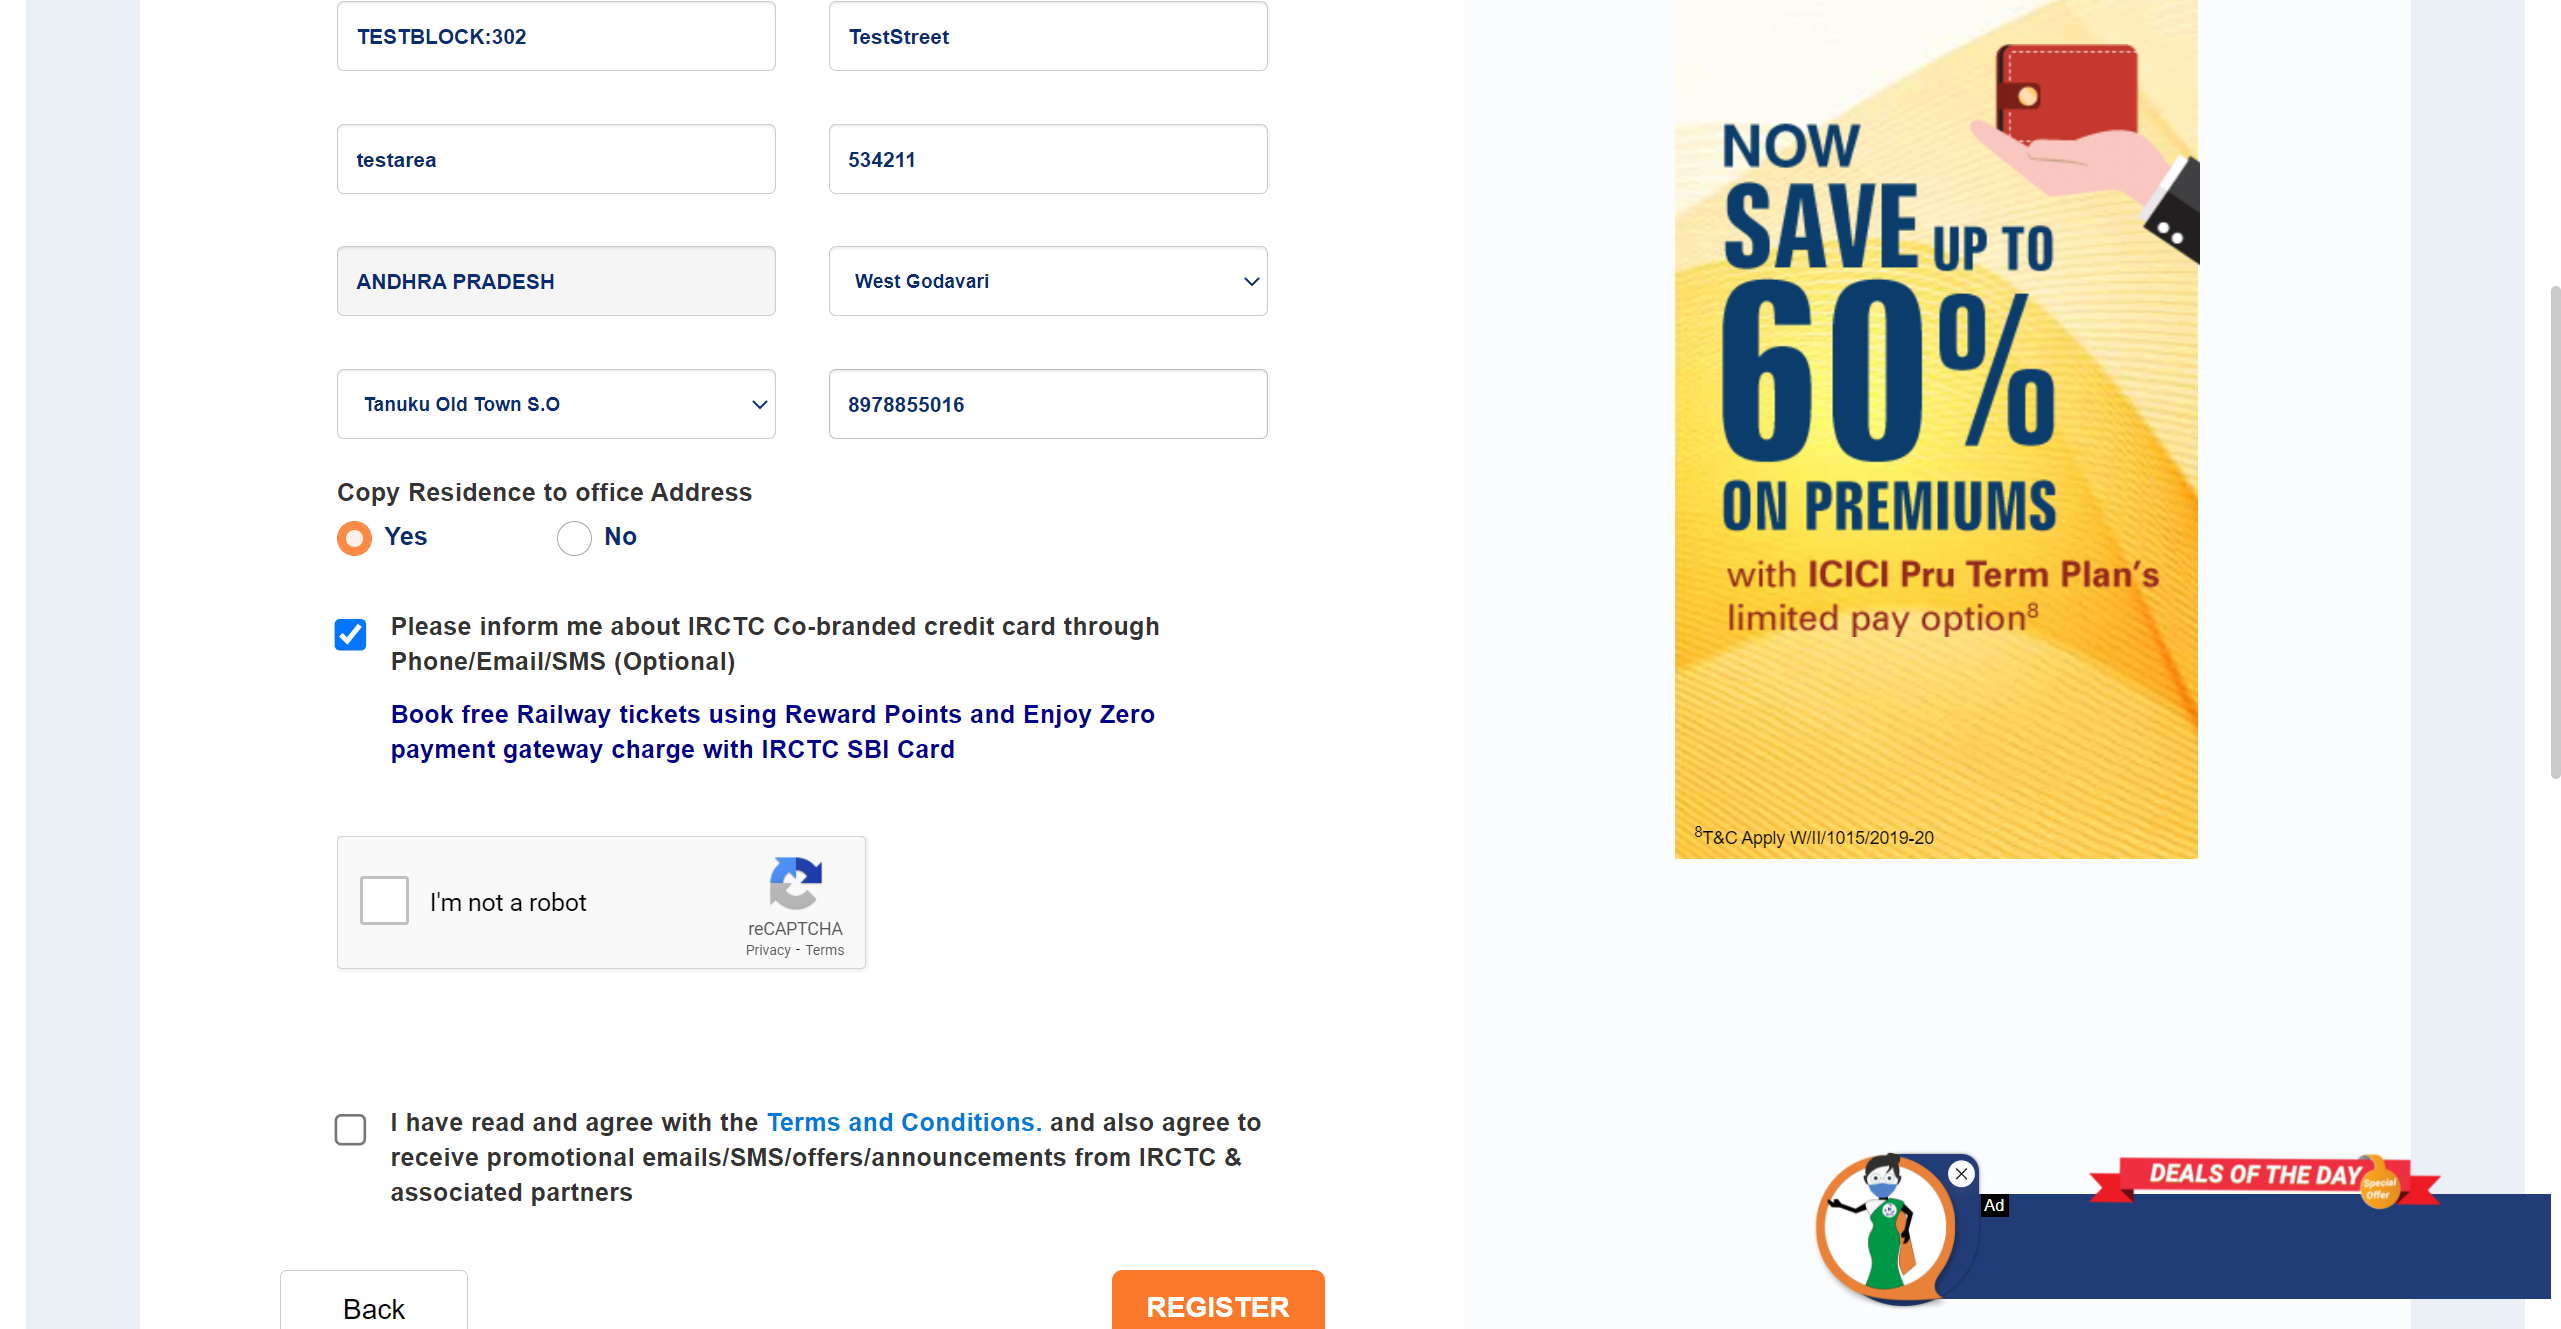 TESTBLOCK:302
TestStreet
testarea
534211
ANDHRA PRADESH
West Godavari
Tanuku Old Town S.O
8978855016
Copy Residence to office Address
Yes
No
Please inform me about IRCTC Co-branded credit card through
Phone/Email/SMS (Optional)
Book free Railway tickets using Reward Points and Enjoy Zero
payment gateway charge with IRCTC SBI Card
I'm not a robot
reCAPTCHA
Privacy - Terms
I have read and agree with the Terms and Conditions. and also agree to
receive promotional emails/SMS/offers/announcements from IRCTC &
associated partners
Back
REGISTER
NOW
SAVE UP TO
60%
ON PREMIUMS
with ICICI Pru Term Plan's
limited pay option8
8T&C Apply W/II/1015/2019-20
DEALS OF THE DAY
Special
Offer
Ad